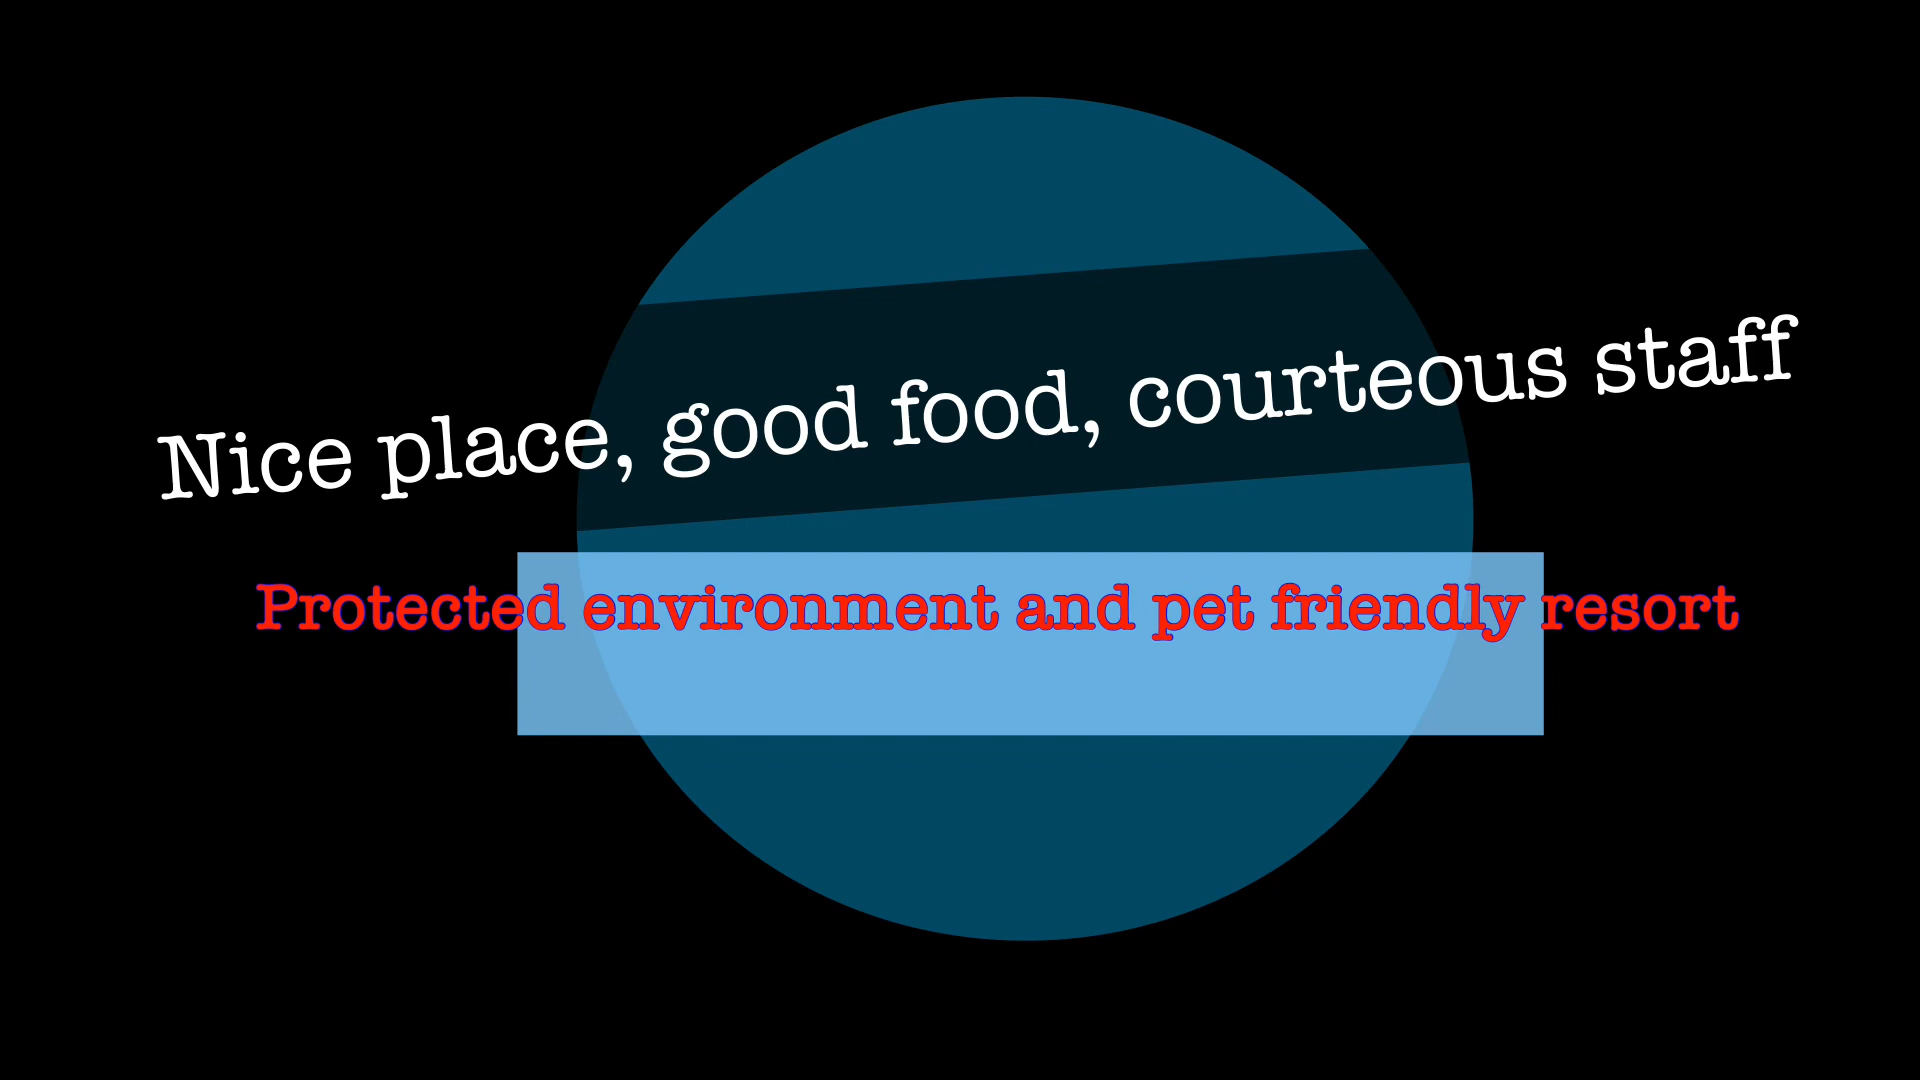 Nice place, good food, courteous staff
Protected environment and pet friendly resort